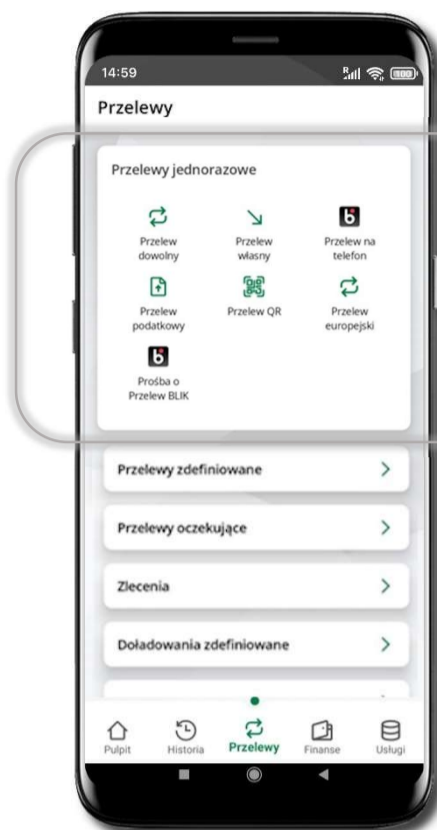 14:59
R
100
Przelewy
Przelewy jednorazowe
Przelew
dowolny
Przelew
własny
Przelew na
telefon
Przelew
podatkowy
Przelew QR
Przelew
europejski
Prośba o
Przelew BLIK
Przelewy zdefiniowane
Przelewy oczekujące
Zlecenia
Doładowania zdefiniowane
Pulpit
Historia
Przelewy
Finanse
Usługi